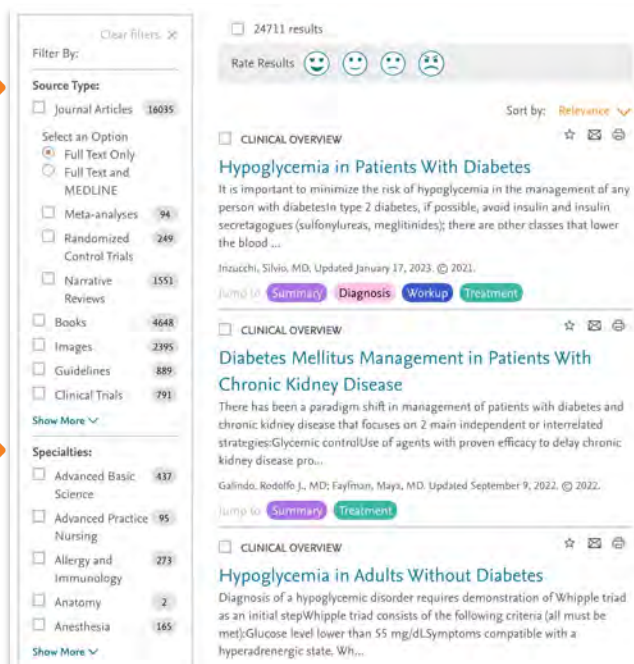 Clear filters ×
Filter By:
Source Type:
Journal Articles 16035
Select an Option
Full Text Only
Full Text and
MEDLINE
Meta-analyses 94
Randomized 249
Control Trials
Narrative 1551
Reviews
Books 4648
Images 2395
Guidelines 889
Clinical Trials 791
Show More
Specialties:
Advanced Basic 437
Science
Advanced Practice 95
Nursing
Allergy and 273
Immunology
Anatomy 2
Anesthesia 165
Show More
24711 results
Rate Results
Sort by: Relevance
CLINICAL OVERVIEW
Hypoglycemia in Patients With Diabetes
It is important to minimize the risk of hypoglycemia in the management of any
person with diabetesIn type 2 diabetes, if possible, avoid insulin and insulin
secretagogues (sulfonylureas, meglitinides); there are other classes that lower
the blood ...
Inzucchi, Silvio, MD, Updated January 17, 2023. © 2021.
Jump to Summary Diagnosis Workup Treatment
CLINICAL OVERVIEW
Diabetes Mellitus Management in Patients With
Chronic Kidney Disease
There has been a paradigm shift in management of patients with diabetes and
chronic kidney disease that focuses on 2 main independent or interrelated
strategies:Glycemic controlUse of agents with proven efficacy to delay chronic
kidney disease pro...
Galindo, Rodolfo J., MD; Fayfman, Maya, MD. Updated September 9, 2022. © 2022.
Jump to Summary Treatment
CLINICAL OVERVIEW
Hypoglycemia in Adults Without Diabetes
Diagnosis of a hypoglycemic disorder requires demonstration of Whipple triad
as an initial stepWhipple triad consists of the following criteria (all must be
met):Glucose level lower than 55 mg/dLSymptoms compatible with a
hyperadrenergic state. Wh...